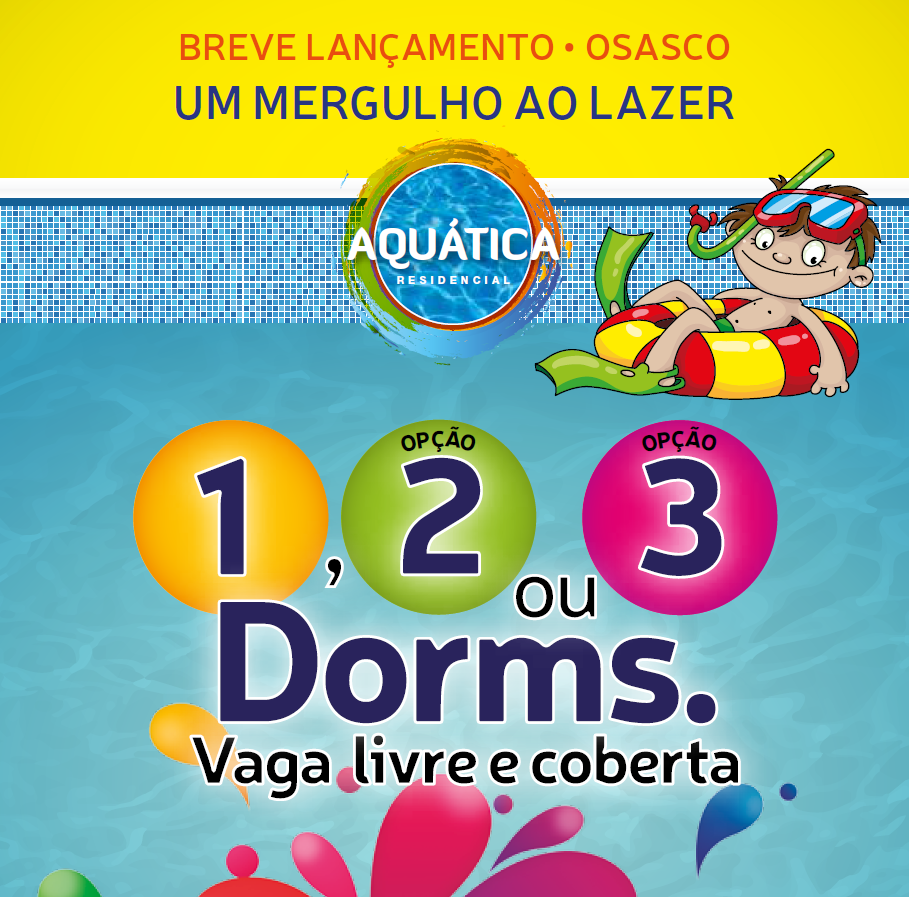 BREVE LANÇAMENTO • OSASCO
UM MERGULHO AO LAZER
AQUÁTICA
RESIDENCIAL
OPÇÃO OPÇÃO
1, 2 ou 3
Dorms.
Vaga livre e coberta